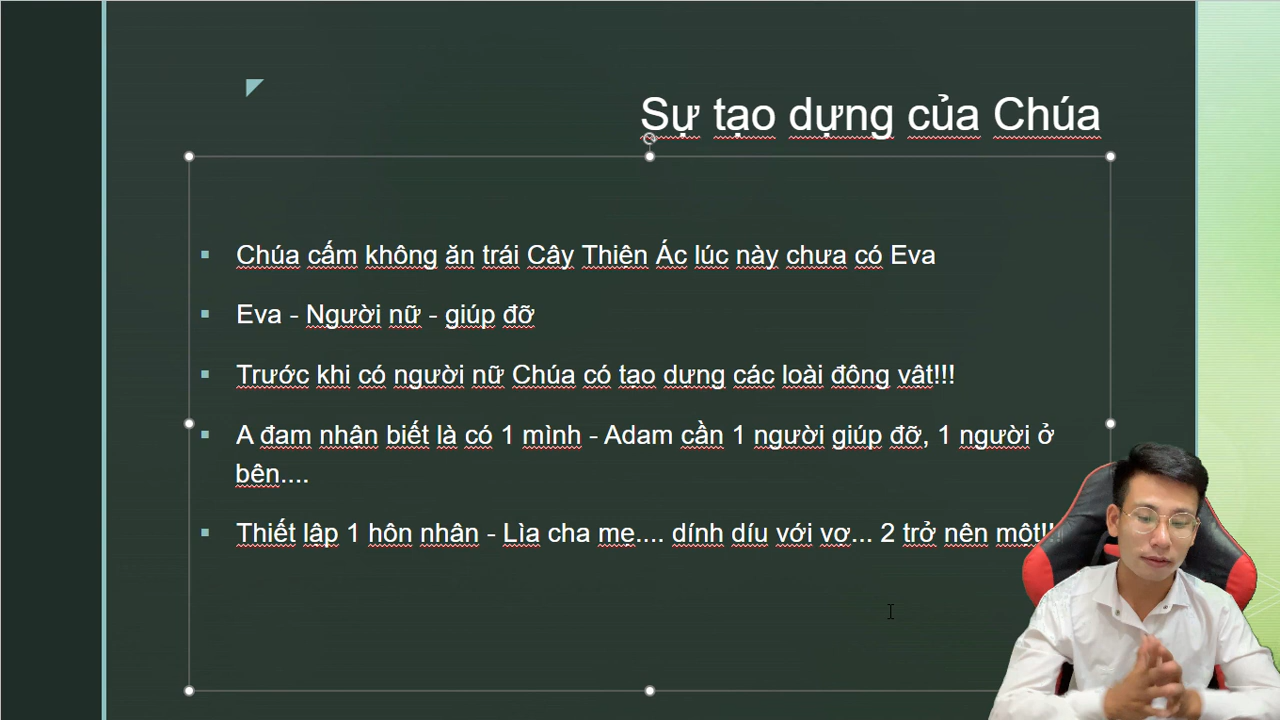 Sự tạo dựng của Chúa
Chúa cấm không ăn trái Cây Thiện Ác lúc này chưa có Eva
Eva - Người nữ - giúp đỡ
Trước khi có người nữ Chúa có tạo dưng các loài động vât!!!
A đam nhận biết là có 1 mình - Adam cần 1 người giúp đỡ, 1 người ở
bên....
Thiết lập 1 hôn nhân - Lìa cha mẹ.... dính díu với vợ... 2 trở nên một!!